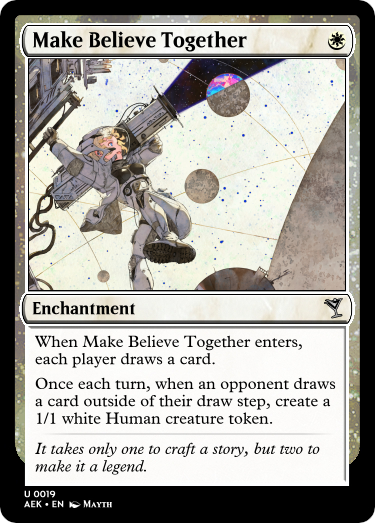 Make Believe Together
Enchantment
When Make Believe Together enters,
each player draws a card.
Once each turn, when an opponent draws
a card outside of their draw step, create a
1/1 white Human creature token.
It takes only one to craft a story, but two to
make it a legend.
U 0019
AEK • EN Mayth